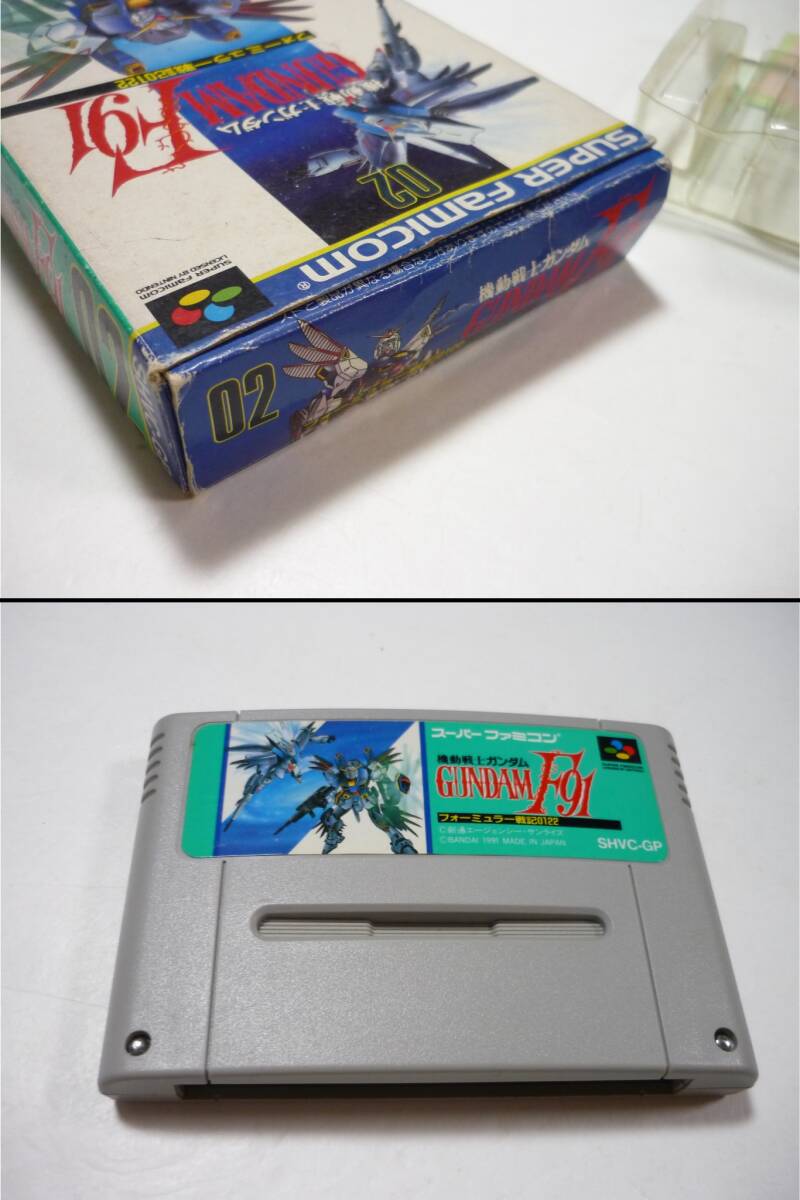 フォーミュラー戦記0122
機動戦士ガンダム
GUNDAM
F91
02
SUPER FAMICOM®
SUPER FAMICOM
LICENSED BY NINTENDO
F91
02
機動戦士ガンダム
GUNDAM F
スーパーファミコン
機動戦士ガンダム
GUNDAM F91
フォーミュラー戦記0122
©創通エージェンシー・サンライズ
©BANDAI 1991 MADE IN JAPAN
SHVC-GP